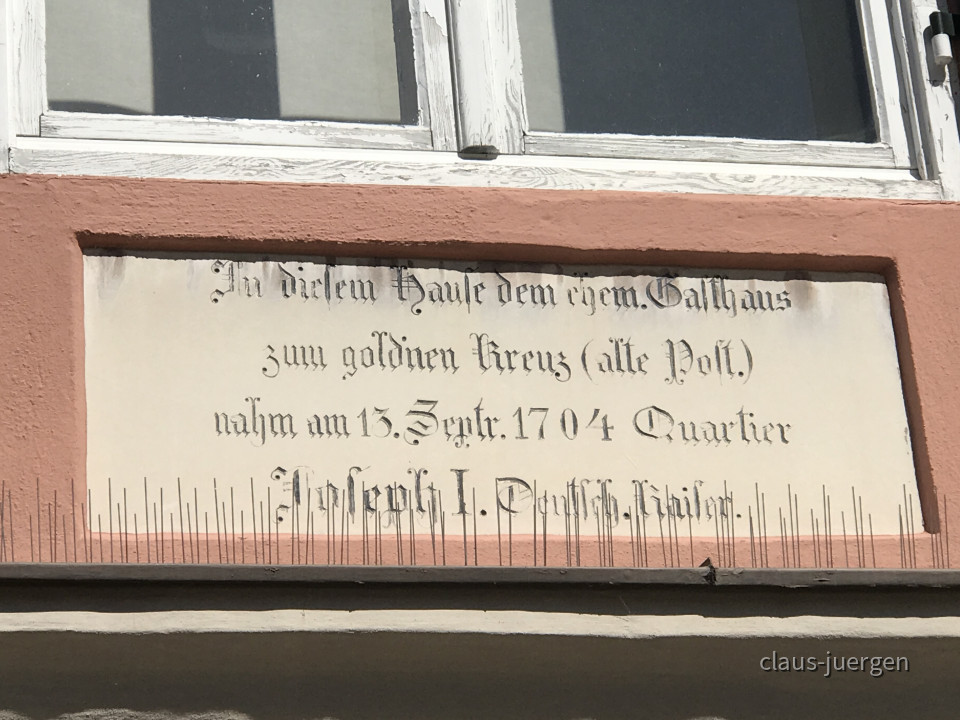 In diesem Hause dem ehem. Gasthaus
zum goldnen Kreuz (alte Post.)
nahm am 13. Septr. 1704 Quartier
Joseph I. Deutsch. Kaiser.
claus-juergen